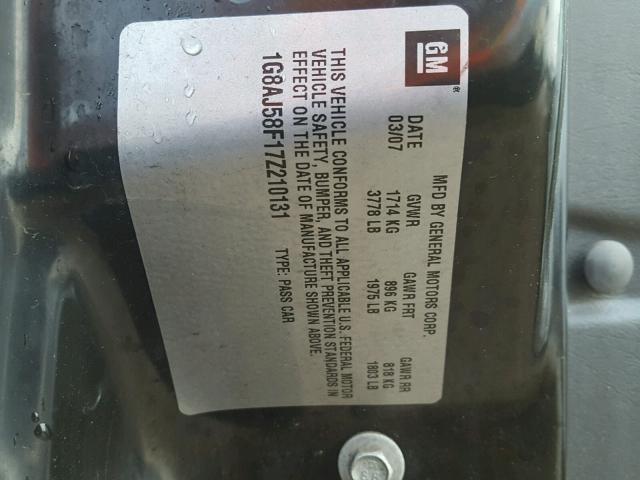 GM
MFD BY GENERAL MOTORS CORP.
DATE GVWR GAWR FRT GAWR RR
03/07 1714 KG 896 KG 818 KG
3778 LB 1975 LB 1803 LB
THIS VEHICLE CONFORMS TO ALL APPLICABLE U.S. FEDERAL MOTOR
VEHICLE SAFETY, BUMPER, AND THEFT PREVENTION STANDARDS IN
EFFECT ON THE DATE OF MANUFACTURE SHOWN ABOVE.
1G8AJ58F17Z210131 TYPE: PASS CAR